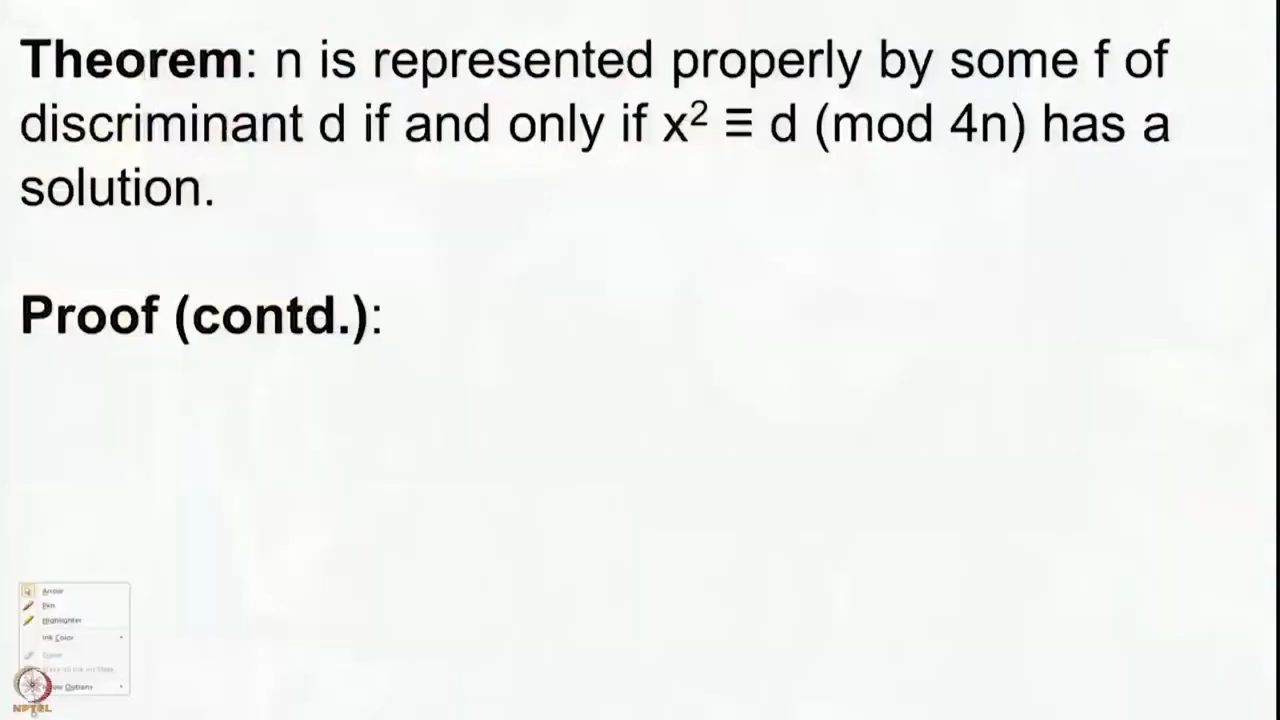 Theorem: n is represented properly by some f of
discriminant d if and only if x² ≡ d (mod 4n) has a
solution.
Proof (contd.):
Arrow
Pen
Highlighter
Ink Color
Options
NPTEL